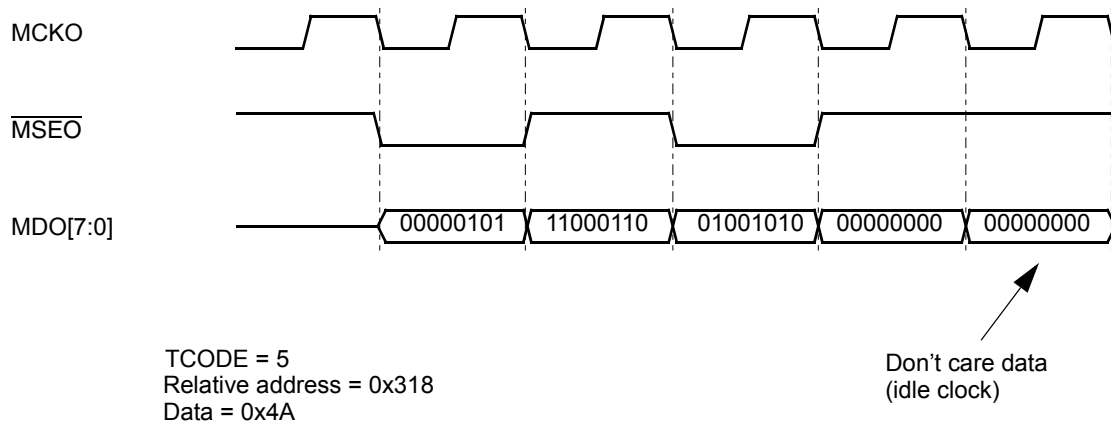 MCKO
MSEO
MDO[7:0]
00000101 11000110 01001010 00000000 00000000
TCODE = 5
Relative address = 0x318
Data = 0x4A
Don’t care data
(idle clock)